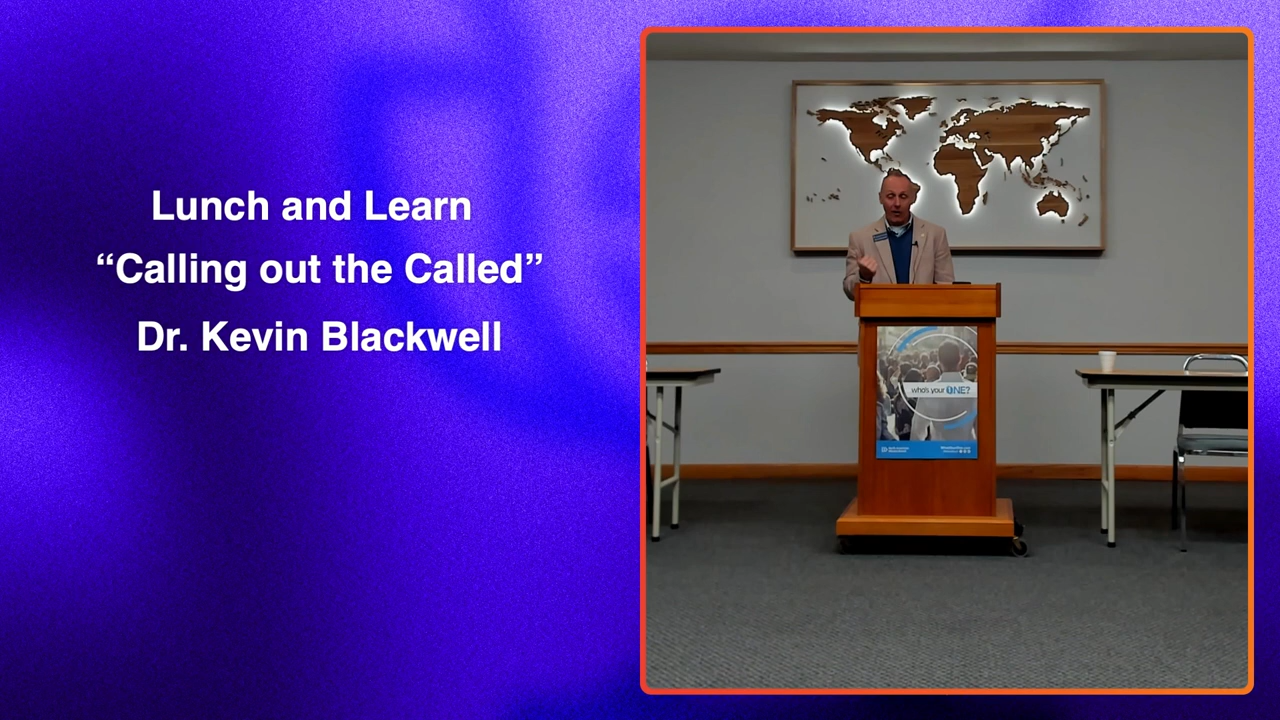 Lunch and Learn
“Calling out the Called”
Dr. Kevin Blackwell
who's your ONE?